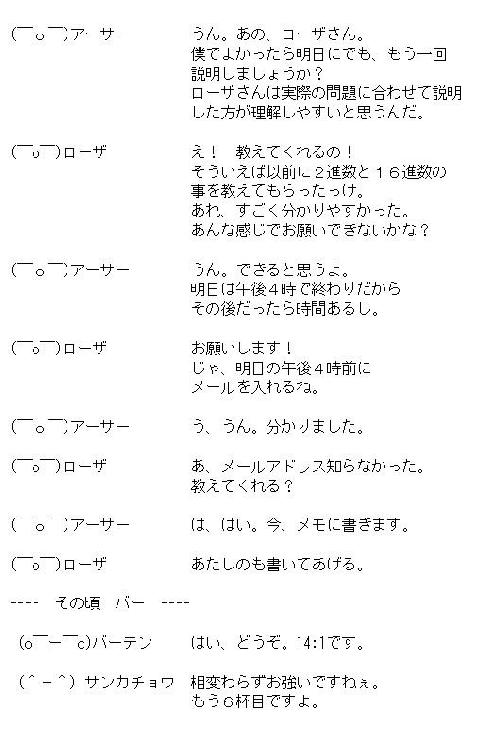 (￣o￣)アーサー　うん。あの、ローザさん。
僕でよかったら明日にでも、もう一回
説明しましょうか？
ローザさんは実際の問題に合わせて説明
した方が理解しやすいと思うんだ。
(￣o￣)ローザ　え！　教えてくれるの！
そういえば以前に２進数と１６進数の
事を教えてもらったっけ。
あれ、すごく分かりやすかった。
あんな感じでお願いできないかな？
(￣o￣)アーサー　うん。できると思うよ。
明日は午後４時で終わりだから
その後だったら時間あるし。
(￣o￣)ローザ　お願いします！
じゃ、明日の午後４時前に
メールを入れるね。
(￣o￣)アーサー　う、うん。分かりました。
(￣o￣)ローザ　あ、メールアドレス知らなかった。
教えてくれる？
(　o　)アーサー　は、はい。今、メモに書きます。
(￣o￣)ローザ　あたしのも書いてあげる。
----　その頃　バー　----
(o￣ー￣o)バーテン　はい、どうぞ。14:1です。
（＾－＾）サンカチョウ　相変わらずお強いですねぇ。
もう６杯目ですよ。